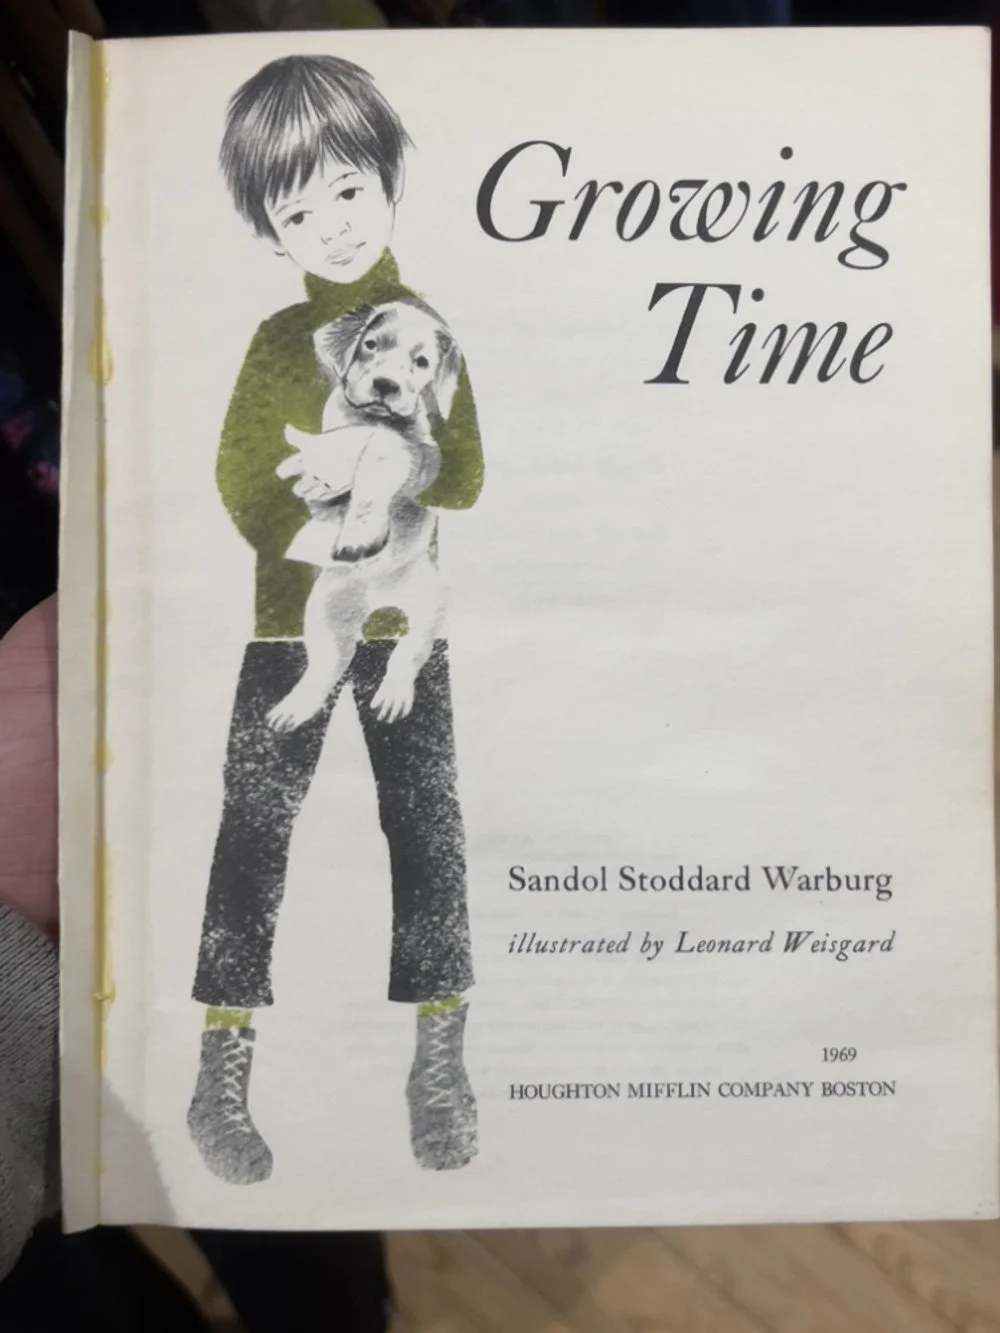 Growing
Time
Sandol Stoddard Warburg
illustrated by Leonard Weisgard
1969
HOUGHTON MIFFLIN COMPANY BOSTON